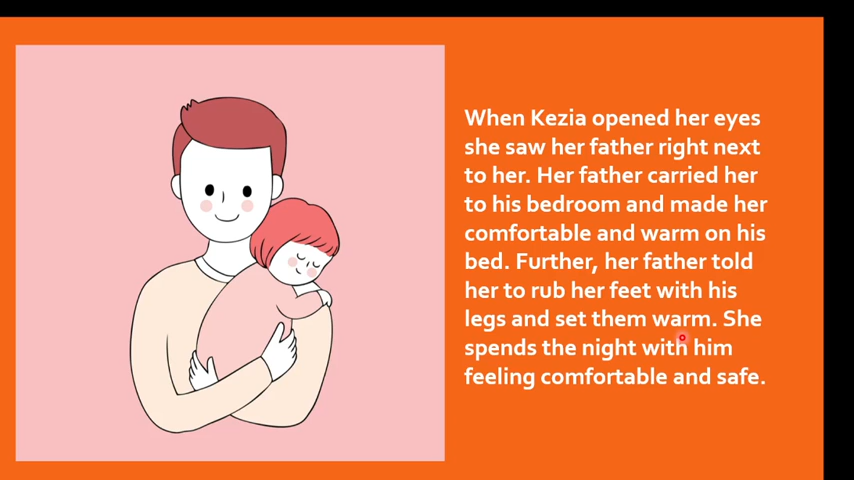 When Kezia opened her eyes
she saw her father right next
to her. Her father carried her
to his bedroom and made her
comfortable and warm on his
bed. Further, her father told
her to rub her feet with his
legs and set them warm. She
spends the night with him
feeling comfortable and safe.